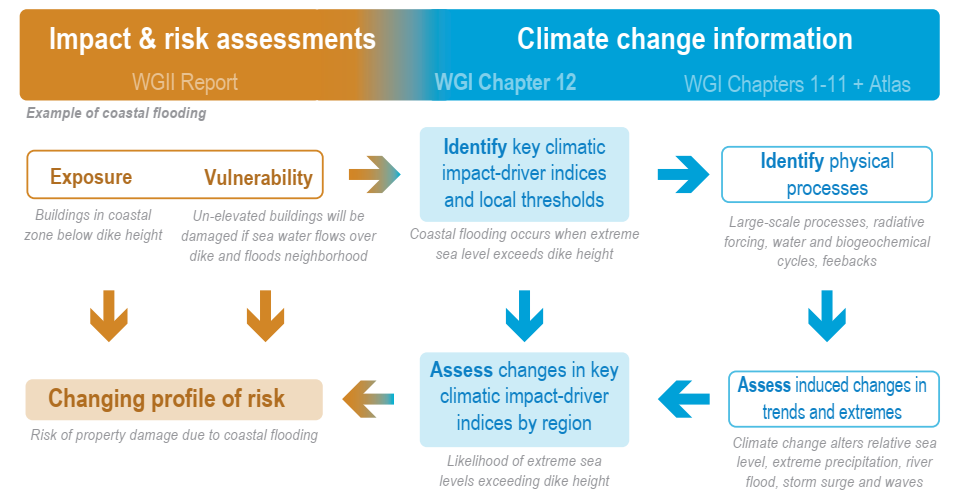 Impact & risk assessments
Climate change information
WGII Report
WGI Chapter 12
WGI Chapters 1-11 + Atlas
Example of coastal flooding
Exposure
Vulnerability
Buildings in coastal
zone below dike height
Un-elevated buildings will be
damaged if sea water flows over
dike and floods neighborhood
Identify key climatic
impact-driver indices
and local thresholds
Coastal flooding occurs when extreme
sea level exceeds dike height
Identify physical
processes
Large-scale processes, radiative
forcing, water and biogeochemical
cycles, feebacks
Changing profile of risk
Risk of property damage due to coastal flooding
Assess changes in key
climatic impact-driver
indices by region
Likelihood of extreme sea
levels exceeding dike height
Assess induced changes in
trends and extremes
Climate change alters relative sea
level, extreme precipitation, river
flood, storm surge and waves